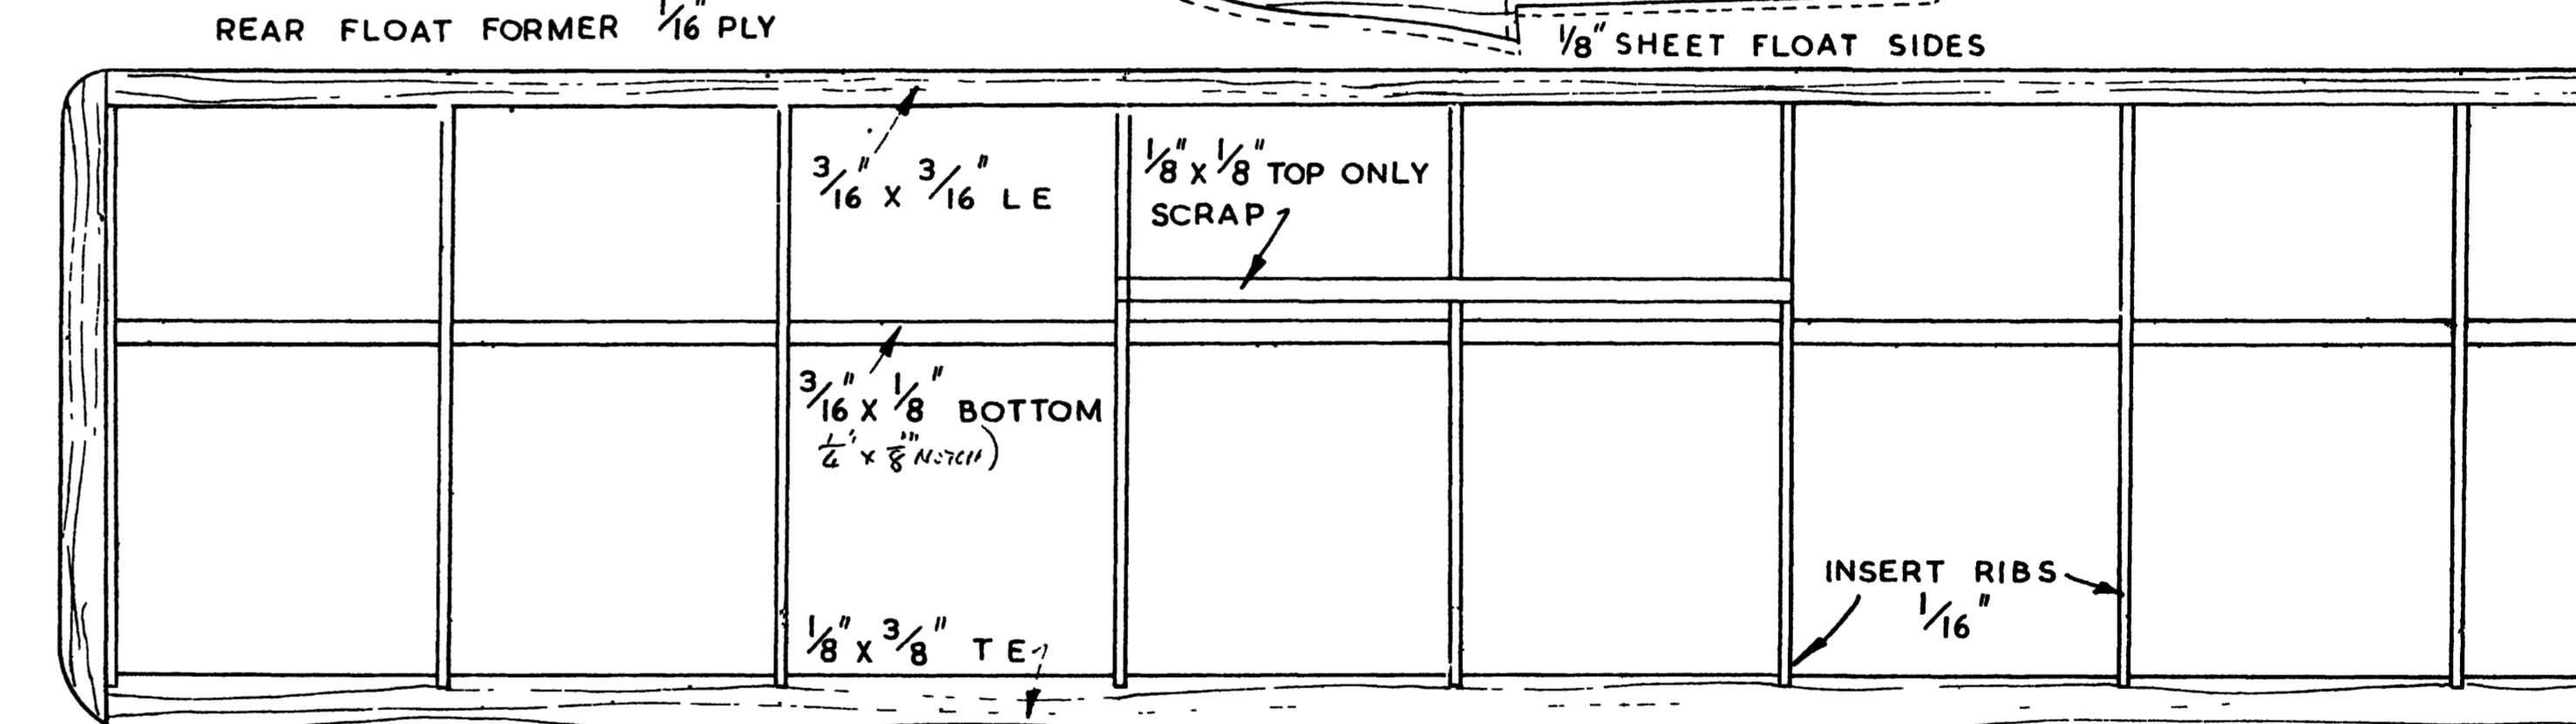 REAR FLOAT FORMER 1/16" PLY
1/8" SHEET FLOAT SIDES
3/16" X 3/16" L E
1/8" X 1/8" TOP ONLY
SCRAP
3/16" X 1/8" BOTTOM
1/4" x 1/8" NOTCH)
1/8" X 3/8" T E
INSERT RIBS
1/16"